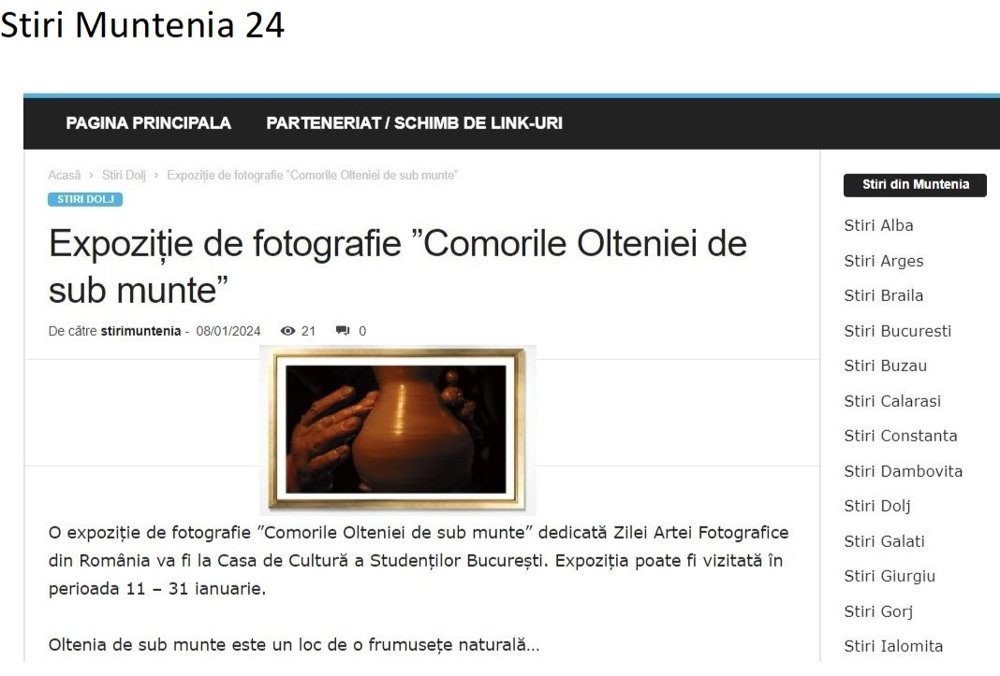 Stiri Muntenia 24
PAGINA PRINCIPALA PARTENERIAT / SCHIMB DE LINK-URI
Acasă › Stiri Dolj › Expoziție de fotografie ”Comorile Olteniei de sub munte”
STIRI DOLJ
Expoziție de fotografie ”Comorile Olteniei de
sub munte”
De către stirimuntenia - 08/01/2024 21 0
O expoziție de fotografie ”Comorile Olteniei de sub munte” dedicată Zilei Artei Fotografice
din România va fi la Casa de Cultură a Studenților București. Expoziția poate fi vizitată în
perioada 11 – 31 ianuarie.
Oltenia de sub munte este un loc de o frumusețe naturală...
Stiri din Muntenia
Stiri Alba
Stiri Arges
Stiri Braila
Stiri Bucuresti
Stiri Buzau
Stiri Calarasi
Stiri Constanta
Stiri Dambovita
Stiri Dolj
Stiri Galati
Stiri Giurgiu
Stiri Gorj
Stiri Ialomita